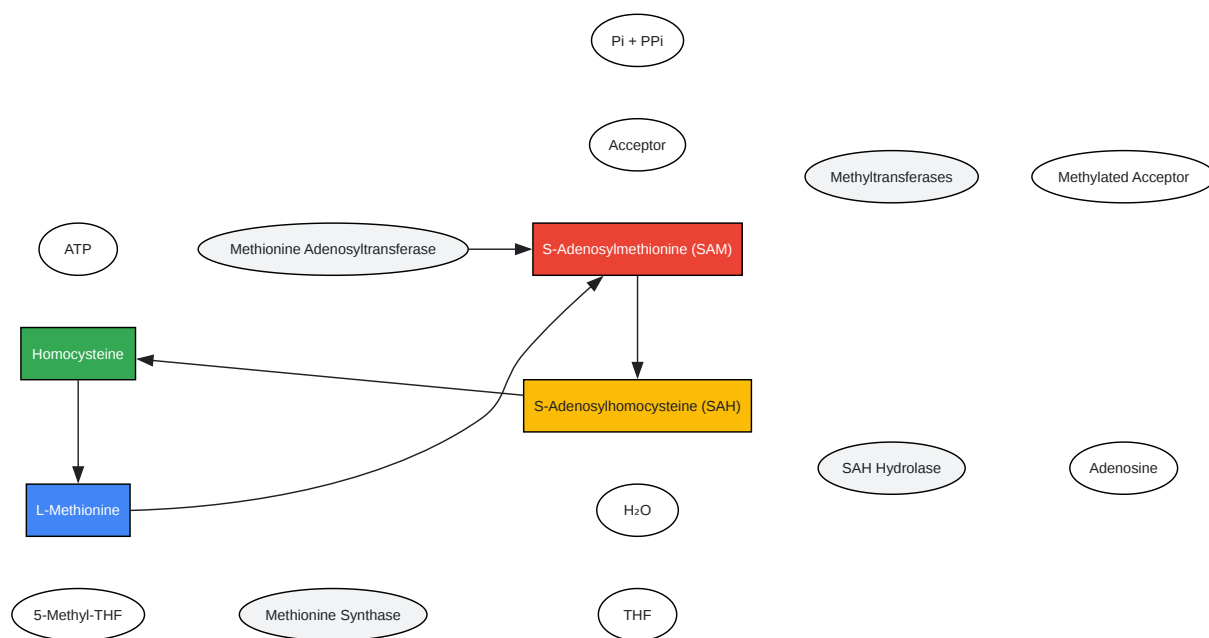 Pi + PPi
Acceptor
Methyltransferases
Methylated Acceptor
ATP
Methionine Adenosyltransferase
S-Adenosylmethionine (SAM)
Homocysteine
S-Adenosylhomocysteine (SAH)
SAH Hydrolase
Adenosine
L-Methionine
H₂O
5-Methyl-THF
Methionine Synthase
THF